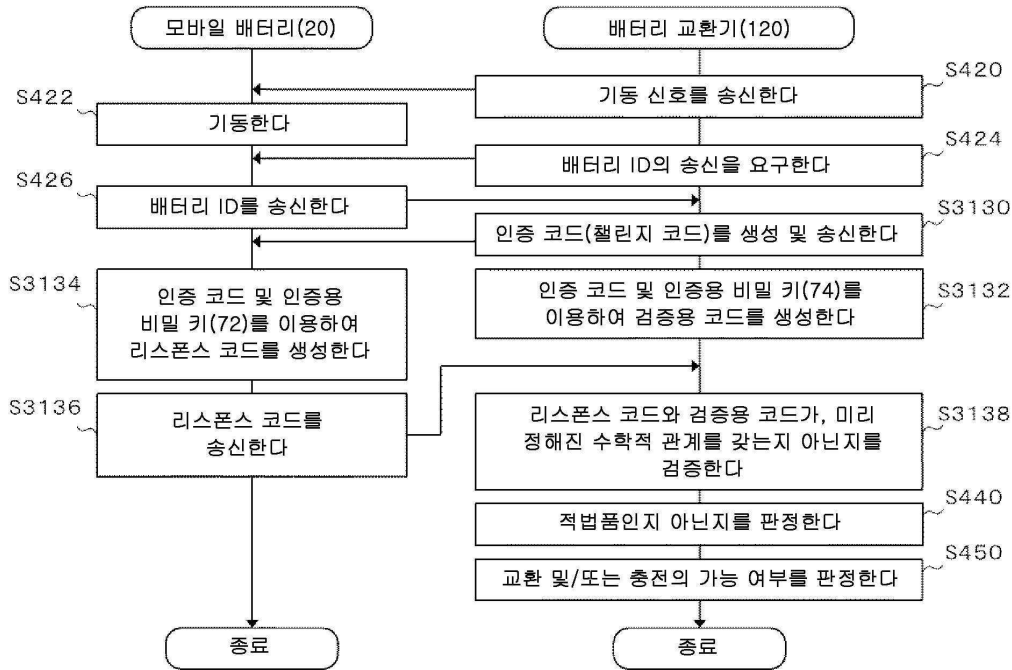 모바일 배터리(20)
배터리 교환기(120)
S420
기동 신호를 송신한다
S422
기동한다
S424
배터리 ID의 송신을 요구한다
S426
배터리 ID를 송신한다
S3130
인증 코드(챌린지 코드)를 생성 및 송신한다
S3134
인증 코드 및 인증용
비밀 키(72)를 이용하여
리스폰스 코드를 생성한다
S3132
인증 코드 및 인증용 비밀 키(74)를
이용하여 검증용 코드를 생성한다
S3136
리스폰스 코드를
송신한다
S3138
리스폰스 코드와 검증용 코드가, 미리
정해진 수학적 관계를 갖는지 아닌지를
검증한다
S440
적법품인지 아닌지를 판정한다
S450
교환 및/또는 충전의 가능 여부를 판정한다
종료
종료